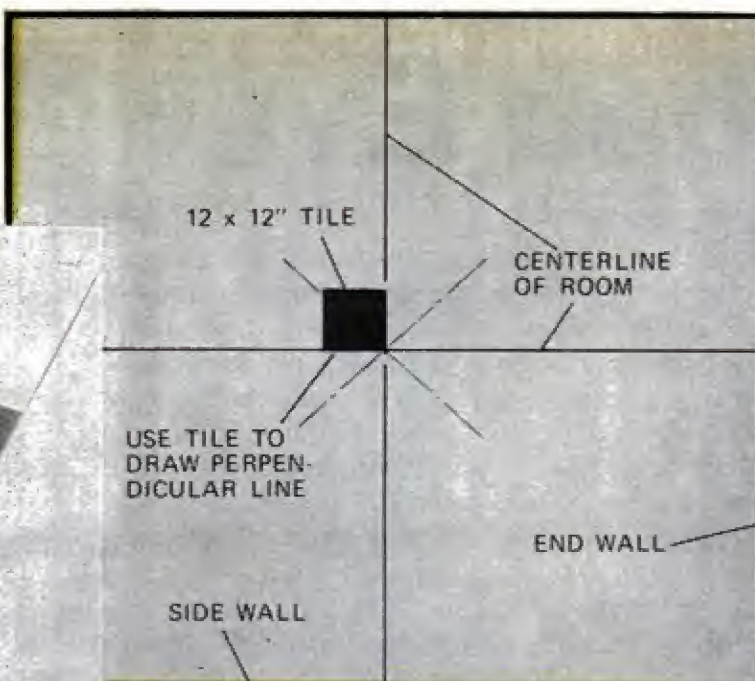 12 x 12" TILE
CENTERLINE
OF ROOM
USE TILE TO
DRAW PERPEN-
DICULAR LINE
END WALL
SIDE WALL